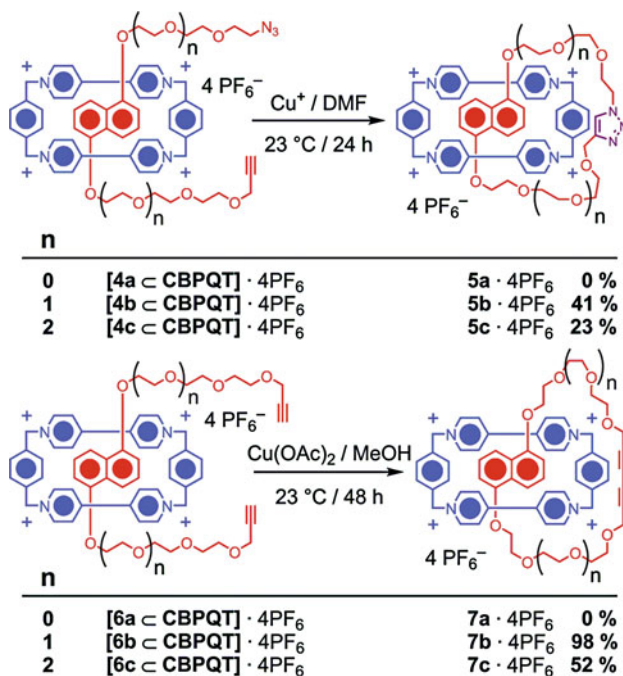 O ( O ) n O N₃
+ N N + 4 PF₆⁻
+ N N +
O ( O ) n O O
Cu⁺ / DMF
23 °C / 24 h
O ( O ) n O
+ N N + N N N
+ N N + O
4 PF₆⁻ O O ( O ) n
n
0 [4a ⊂ CBPQT] · 4PF₆ 5a · 4PF₆ 0 %
1 [4b ⊂ CBPQT] · 4PF₆ 5b · 4PF₆ 41 %
2 [4c ⊂ CBPQT] · 4PF₆ 5c · 4PF₆ 23 %
O ( O ) n O O
+ N N + 4 PF₆⁻
+ N N +
O ( O ) n O O
Cu(OAc)₂ / MeOH
23 °C / 48 h
O O ( ) n O O
+ N N +
+ N N +
4 PF₆⁻ O O ( O ) n O
n
0 [6a ⊂ CBPQT] · 4PF₆ 7a · 4PF₆ 0 %
1 [6b ⊂ CBPQT] · 4PF₆ 7b · 4PF₆ 98 %
2 [6c ⊂ CBPQT] · 4PF₆ 7c · 4PF₆ 52 %